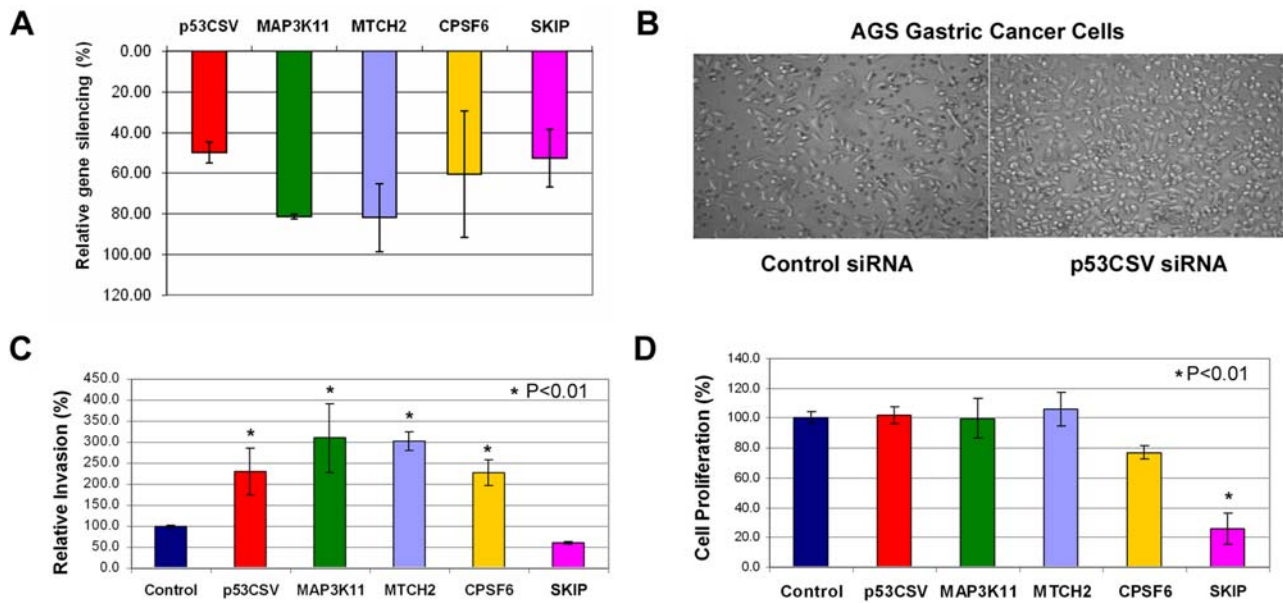 A
p53CSV MAP3K11 MTCH2 CPSF6 SKIP
Relative gene silencing (%)
0.00
20.00
40.00
60.00
80.00
100.00
120.00
B
AGS Gastric Cancer Cells
Control siRNA p53CSV siRNA
C
Relative Invasion (%)
450.0
400.0
350.0
300.0
250.0
200.0
150.0
100.0
50.0
0.0
* P<0.01
*
*
*
*
Control p53CSV MAP3K11 MTCH2 CPSF6 SKIP
D
Cell Proliferation (%)
140.0
120.0
100.0
80.0
60.0
40.0
20.0
0.0
* P<0.01
*
Control p53CSV MAP3K11 MTCH2 CPSF6 SKIP